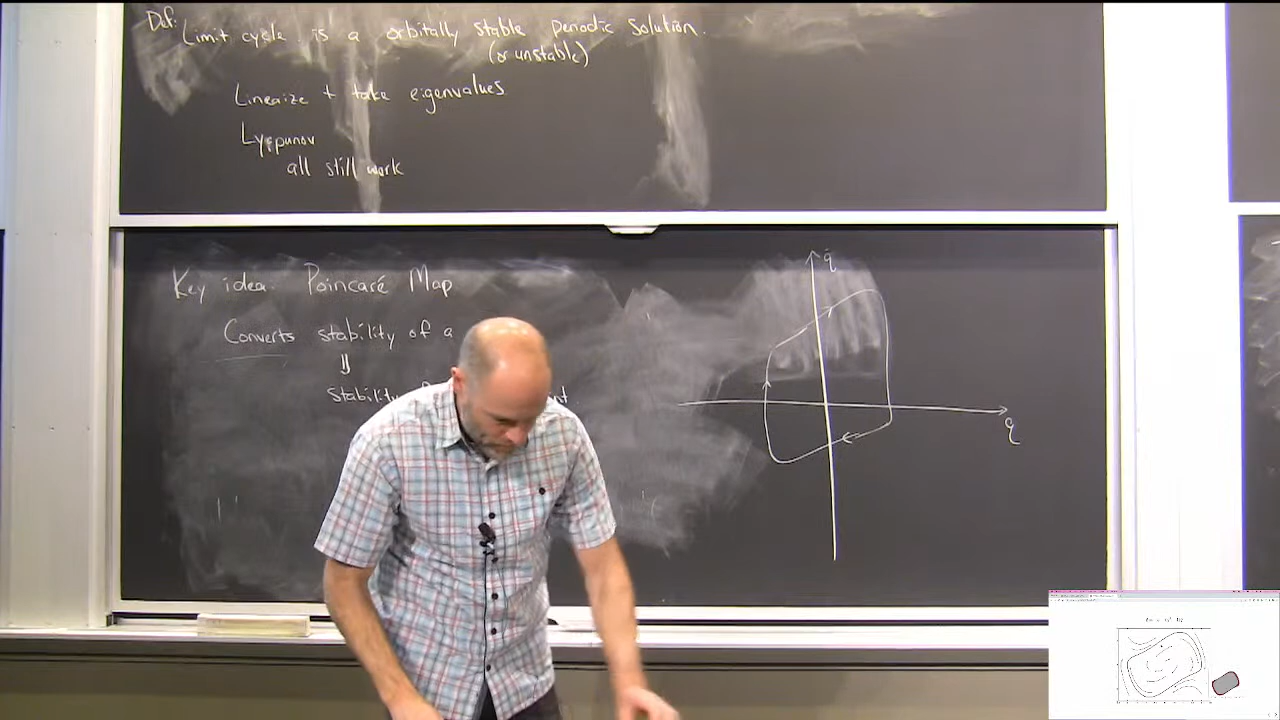 Def: Limit cycle is a orbitally stable periodic solution.
(or unstable)
Linearize + take eigenvalues
Lyapunov
all still work
Key idea: Poincaré Map
Converts stability of a
⇓
stability
q̇
q